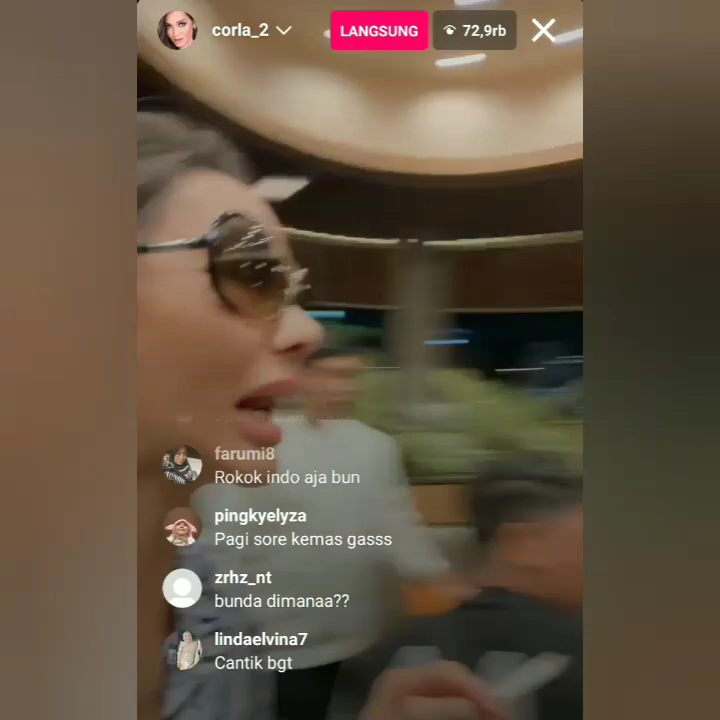 corla_2
LANGSUNG
72,9rb
farumi8
Rokok indo aja bun
pingkyelyza
Pagi sore kemas gasss
zrhz_nt
bunda dimanaa??
lindaelvina7
Cantik bgt